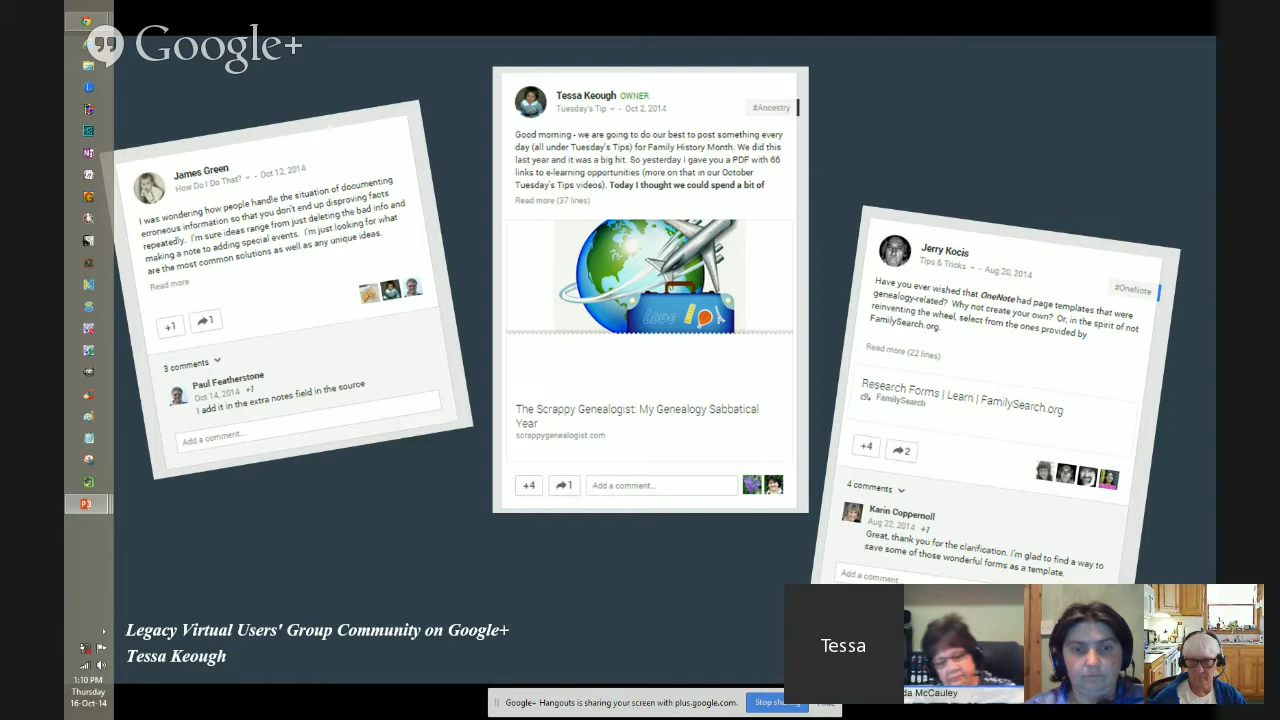 Google+
James Green
How Do I Do That? - Oct 12, 2014
I was wondering how people handle the situation of documenting
erroneous information so that you don't end up disproving facts
repeatedly. I'm sure ideas range from just deleting the bad info and
making a note to adding special events. I'm just looking for what
are the most common solutions as well as any unique ideas.
Read more
+1
1
3 comments
Paul Featherstone
Oct 14, 2014 +1
I add it in the extra notes field in the source
Add a comment...
Tessa Keough OWNER
Tuesday's Tip - Oct 2, 2014
#Ancestry
Good morning - we are going to do our best to post something every
day (all under Tuesday's Tips) for Family History Month. We did this
last year and it was a big hit. So yesterday I gave you a PDF with 66
links to e-learning opportunities (more on that in our October
Tuesday's Tips videos). Today I thought we could spend a bit of
Read more (37 lines)
Love
The Scrappy Genealogist: My Genealogy Sabbatical
Year
scrappygenealogist.com
+4
1
Add a comment...
Jerry Kocis
Tips & Tricks - Aug 20, 2014
#OneNote
Have you ever wished that OneNote had page templates that were
genealogy-related? Why not create your own? Or, in the spirit of not
reinventing the wheel, select from the ones provided by
FamilySearch.org.
Read more (22 lines)
Research Forms | Learn | FamilySearch.org
FamilySearch
+4
2
4 comments
Karin Coppernoll
Aug 22, 2014 +1
Great, thank you for the clarification. I'm glad to find a way to
save some of those wonderful forms as a template.
Add a comment
Legacy Virtual Users' Group Community on Google+
Tessa Keough
Tessa
da McCauley
1:10 PM
Thursday
16-Oct-14
Google+ Hangouts is sharing your screen with plus.google.com.
Stop sharing
Hide